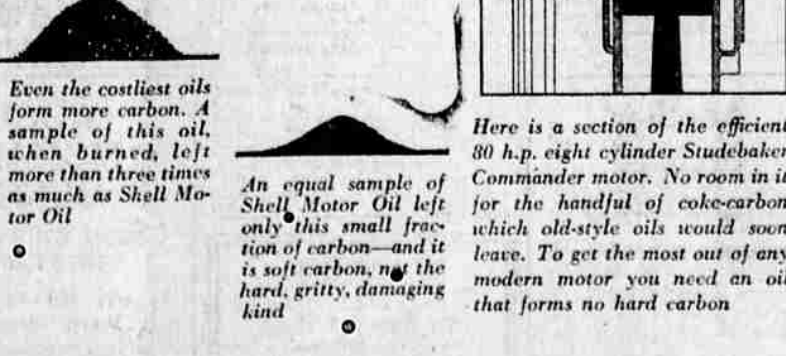 Even the costliest oils
form more carbon. A
sample of this oil,
when burned, left
more than three times
as much as Shell Mo-
tor Oil
An equal sample of
Shell Motor Oil left
only this small frac-
tion of carbon—and it
is soft carbon, not the
hard, gritty, damaging
kind
Here is a section of the efficient
80 h.p. eight cylinder Studebaker
Commander motor. No room in it
for the handful of coke-carbon
which old-style oils would soon
leave. To get the most out of any
modern motor you need an oil
that forms no hard carbon